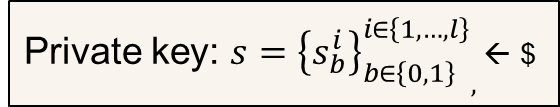 Private key: s = {s_b^i}_{b∈{0,1}}^{i∈{1,…,l}} , ← $